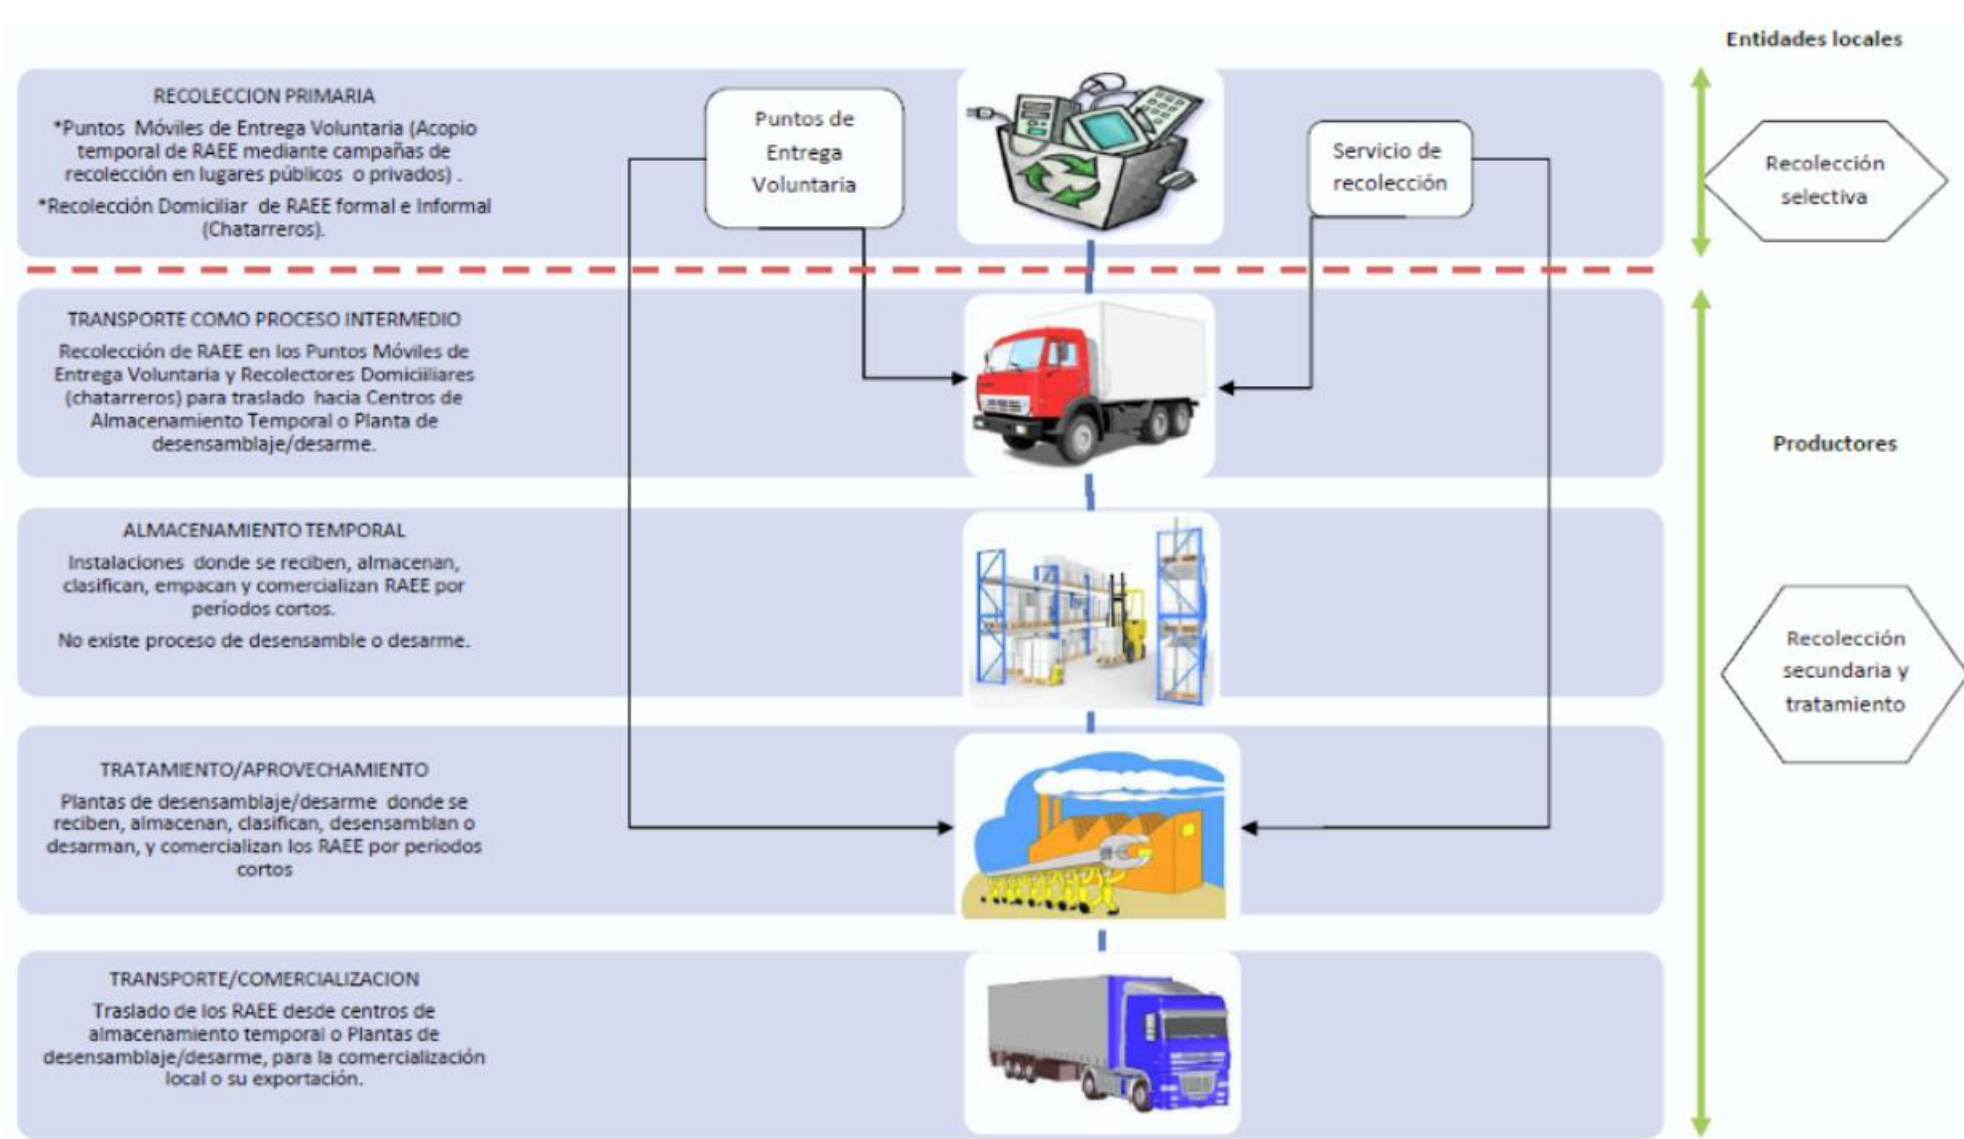 RECOLECCION PRIMARIA
*Puntos Móviles de Entrega Voluntaria (Acopio
temporal de RAEE mediante campañas de
recolección en lugares públicos o privados) .
*Recolección Domiciliar de RAEE formal e Informal
(Chatarreros).
Puntos de
Entrega
Voluntaria
Servicio de
recolección
Entidades locales
Recolección
selectiva
TRANSPORTE COMO PROCESO INTERMEDIO
Recolección de RAEE en los Puntos Móviles de
Entrega Voluntaria y Recolectores Domiciiliares
(chatarreros) para traslado hacia Centros de
Almacenamiento Temporal o Planta de
desensamblaje/desarme.
Productores
ALMACENAMIENTO TEMPORAL
Instalaciones donde se reciben, almacenan,
clasifican, empacan y comercializan RAEE por
períodos cortos.
No existe proceso de desensamble o desarme.
Recolección
secundaria y
tratamiento
TRATAMIENTO/APROVECHAMIENTO
Plantas de desensamblaje/desarme donde se
reciben, almacenan, clasifican, desensamblan o
desarman, y comercializan los RAEE por periodos
cortos
TRANSPORTE/COMERCIALIZACION
Traslado de los RAEE desde centros de
almacenamiento temporal o Plantas de
desensamblaje/desarme, para la comercialización
local o su exportación.